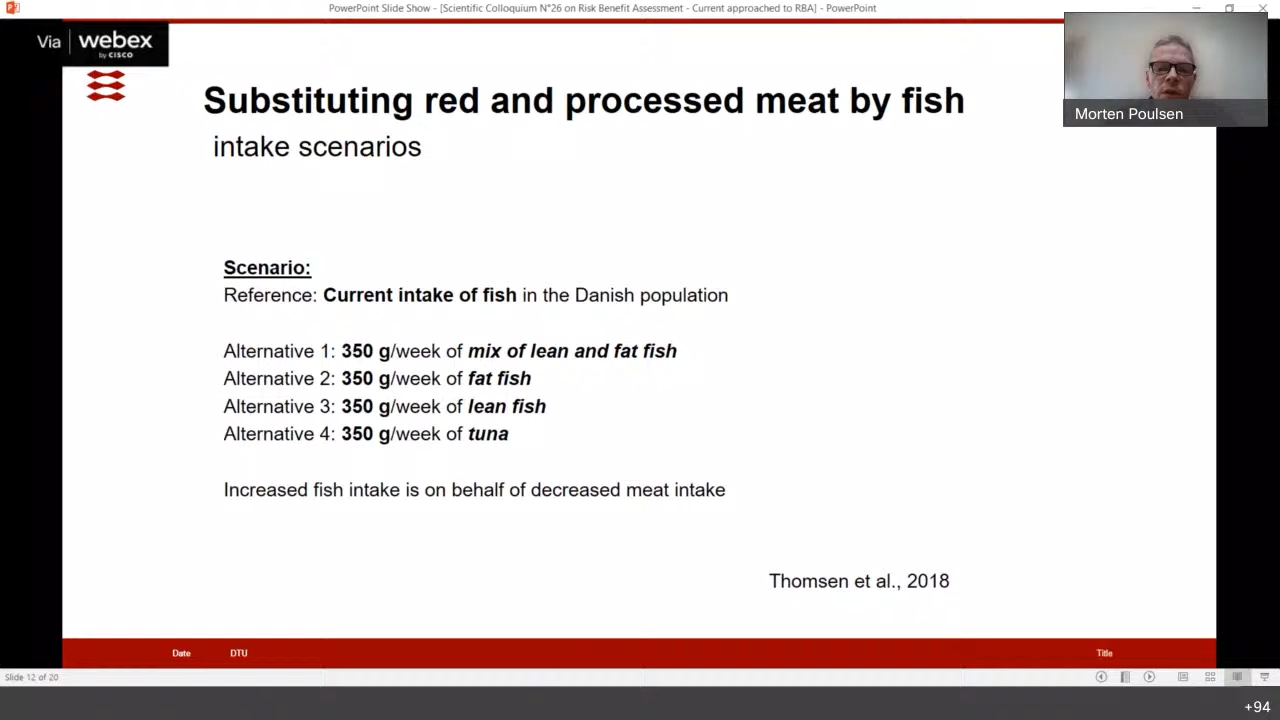 PowerPoint Slide Show - [Scientific Colloquium N°26 on Risk Benefit Assessment - Current approached to RBA] - PowerPoint
Via webex
by CISCO
Morten Poulsen
Substituting red and processed meat by fish
intake scenarios
Scenario:
Reference: Current intake of fish in the Danish population
Alternative 1: 350 g/week of mix of lean and fat fish
Alternative 2: 350 g/week of fat fish
Alternative 3: 350 g/week of lean fish
Alternative 4: 350 g/week of tuna
Increased fish intake is on behalf of decreased meat intake
Thomsen et al., 2018
Date DTU Title
Slide 12 of 20
+94